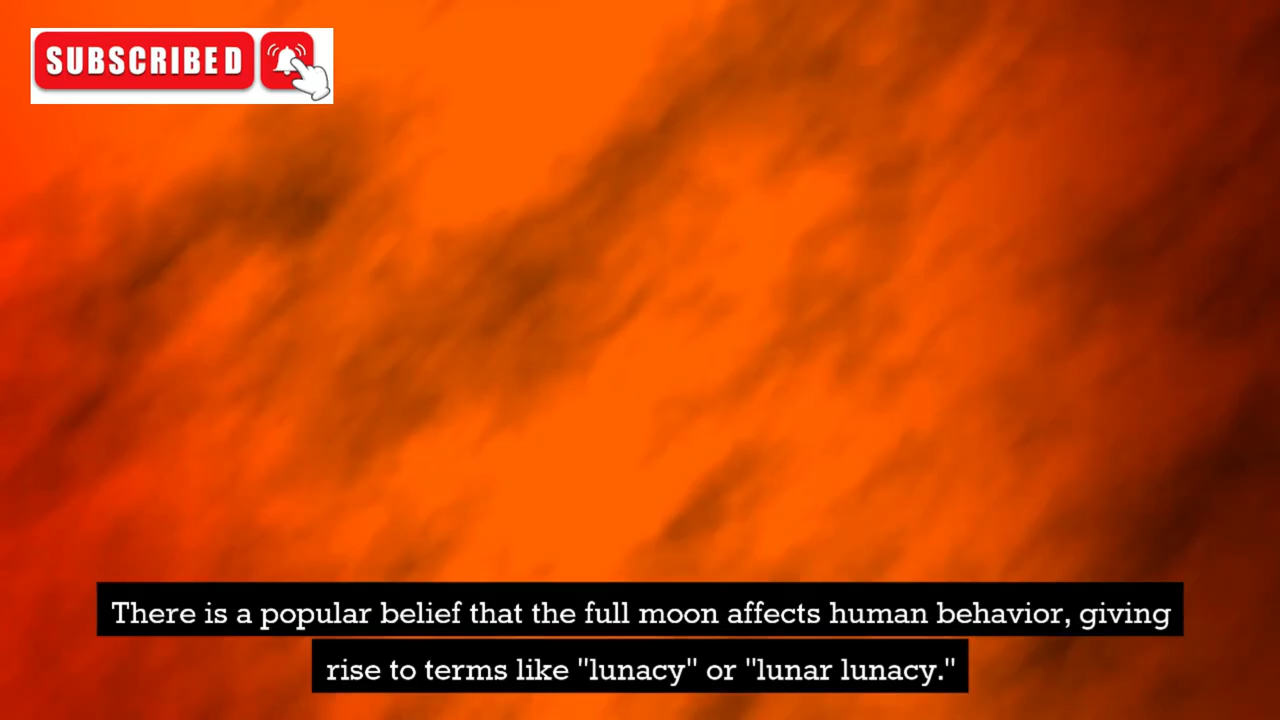 SUBSCRIBED
There is a popular belief that the full moon affects human behavior, giving
rise to terms like "lunacy" or "lunar lunacy."